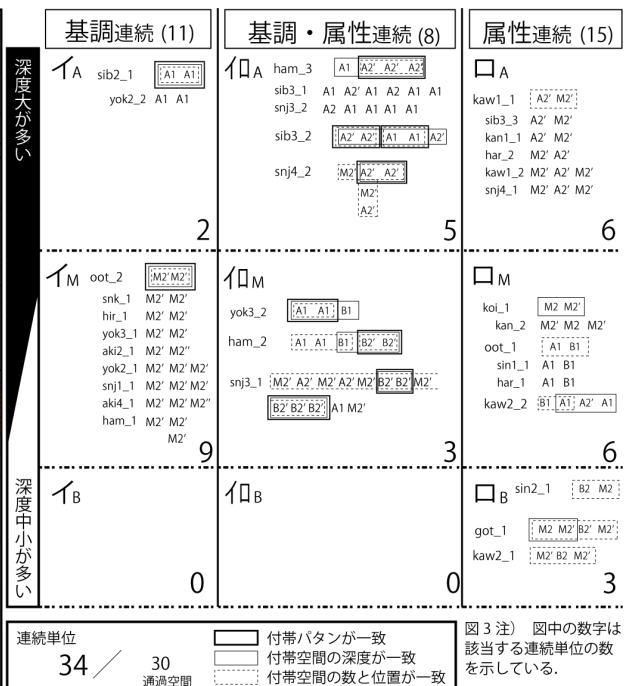 基調連続 (11)
基調・属性連続 (8)
属性連続 (15)
深度大が多い
イA
sib2_1 A1 A1
yok2_2 A1 A1
2
イロA
ham_3 A1 A2′ A2′ A2′
sib3_1 A1 A2′ A1 A2 A1 A1
snj3_2 A2 A1 A1 A1 A1
sib3_2 A2′ A2′ A1 A1 A2′
snj4_2 M2′ A2′ A2′
M2′
A2′
5
ロA
kaw1_1 A2′ M2′
sib3_3 A2′ M2′
kan1_1 A2′ M2′
har_2 M2′ A2′
kaw1_2 M2′ A2′ M2′
snj4_1 M2′ A2′ M2′
6
イM
oot_2 M2′ M2′
snk_1 M2′ M2′
hir_1 M2′ M2′
yok3_1 M2′ M2′
aki2_1 M2′ M2″
yok2_1 M2′ M2′ M2′
snj1_1 M2′ M2′ M2′
aki4_1 M2′ M2′ M2″
ham_1 M2′ M2′
M2′
9
イロM
yok3_2 A1 A1 B1
ham_2 A1 A1 B1 B2′ B2′
snj3_1 M2′ A2′ M2′ A2′ M2′ B2′ B2′ M2′
B2′ B2′ B2′ A1 M2′
3
ロM
koi_1 M2 M2′
kan_2 M2′ M2 M2′
oot_1 A1 B1
sin1_1 A1 B1
har_1 A1 B1
kaw2_2 B1 A1 A2′ A1
6
深度中小が多い
イB
0
イロB
0
ロB
sin2_1 B2 M2
got_1 M2 M2′ B2′ M2′
kaw2_1 M2′ B2 M2′
3
連続単位
34 / 30
通過空間
付帯パタンが一致
付帯空間の深度が一致
付帯空間の数と位置が一致
図3 注) 図中の数字は
該当する連続単位の数
を示している.